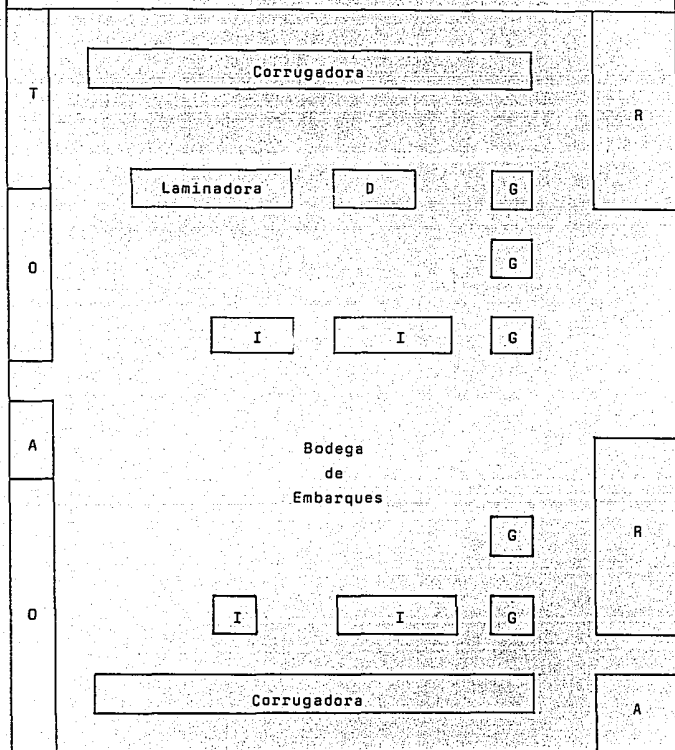 Corrugadora
T
R
Laminadora
D
G
O
G
I
I
G
A
Bodega
de
Embarques
G
R
O
I
I
G
Corrugadora
A